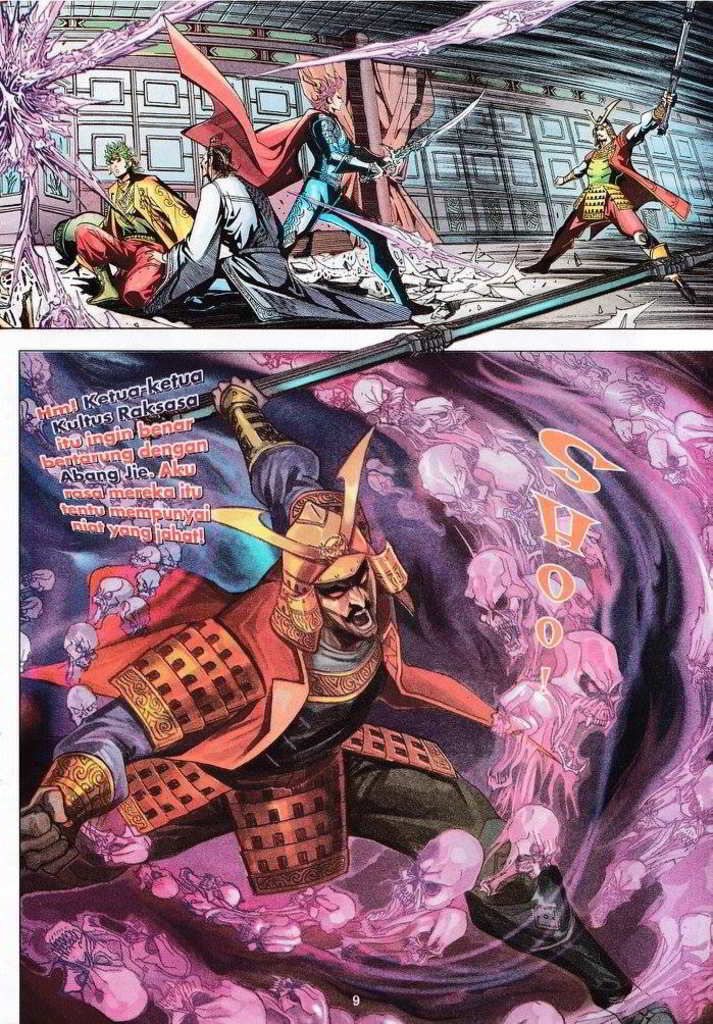 Hm! Ketua-ketua
Kultus Raksasa
itu ingin benar
bertarung dengan
Abang Jie. Aku
rasa mereka itu
tentu mempunyai
niat yang jahat!
SHOO!
9